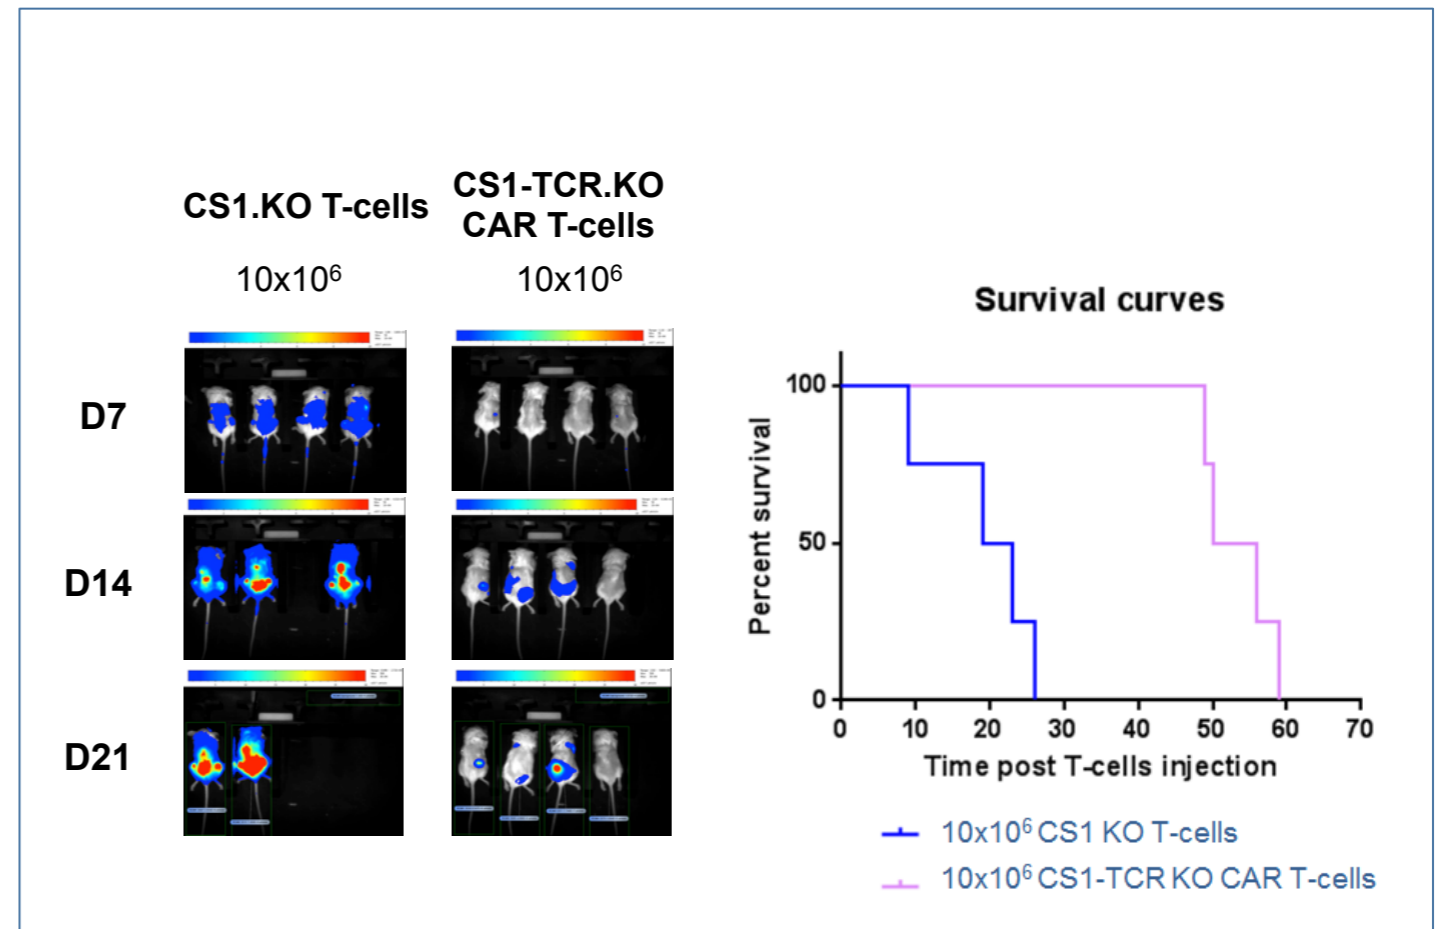 CS1.KO T-cells
CS1-TCR.KO
CAR T-cells
10x10⁶
10x10⁶
D7
D14
D21
Survival curves
Percent survival
100
50
0
0 10 20 30 40 50 60 70
Time post T-cells injection
10x10⁶ CS1 KO T-cells
10x10⁶ CS1-TCR KO CAR T-cells